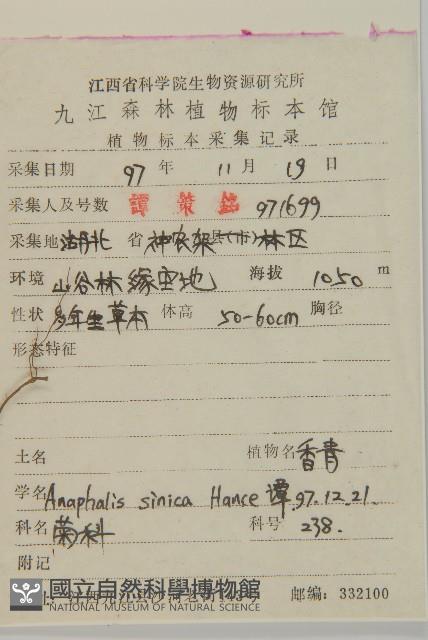 江西省科学院生物资源研究所
九江森林植物标本馆
植物标本采集记录
采集日期 97 年 11 月 19 日
采集人及号数 譚策铭 971699
采集地 湖北 省 神农架 县(市) 林区
环境 山谷林缘空地 海拔 1050 m
性状 多年生草本 体高 50-60cm 胸径
形态特征
土名 植物名 香青
学名 Anaphalis sinica Hance 谭 97.12.21.
科名 菊科 科号 238.
附记
國立自然科學博物館
NATIONAL MUSEUM OF NATURAL SCIENCE
邮编：332100